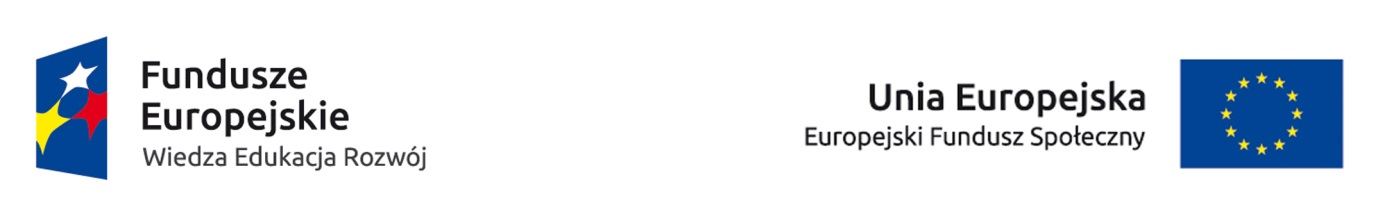 Fundusze
Europejskie
Wiedza Edukacja Rozwój
Unia Europejska
Europejski Fundusz Społeczny